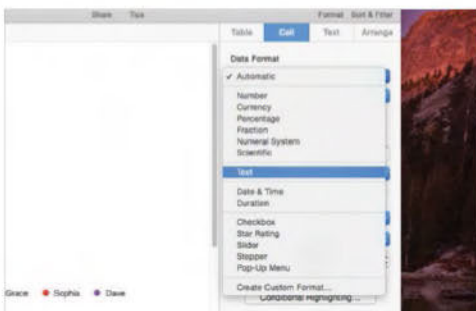 Share Tips Format Sort & Filter
Table Cell Text Arrange
Data Format
✓ Automatic
Number
Currency
Percentage
Fraction
Numeral System
Scientific
Text
Date & Time
Duration
Checkbox
Star Rating
Slider
Stepper
Pop-Up Menu
Create Custom Format...
Conditional Highlighting...
Grace Sophia Dave